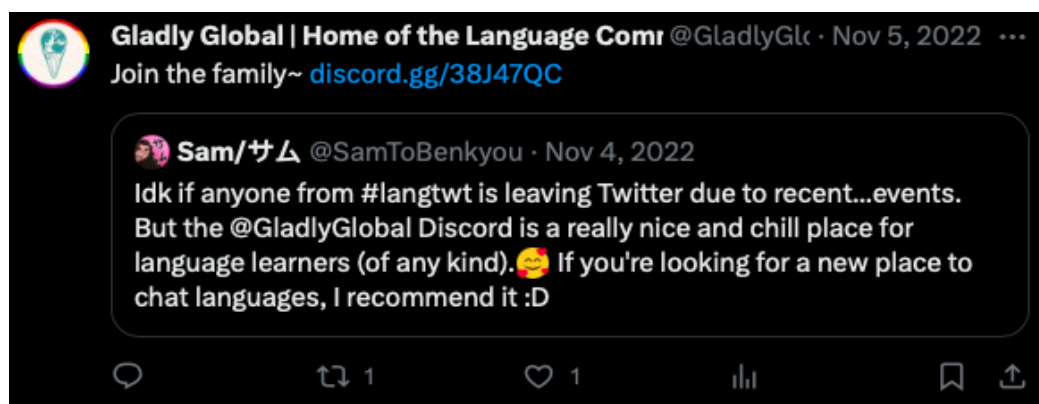 Gladly Global | Home of the Language Comr @GladlyGlc · Nov 5, 2022 ···
Join the family~ discord.gg/38J47QC
Sam/サム @SamToBenkyou · Nov 4, 2022
Idk if anyone from #langtwt is leaving Twitter due to recent...events.
But the @GladlyGlobal Discord is a really nice and chill place for
language learners (of any kind).🥰 If you're looking for a new place to
chat languages, I recommend it :D
1 1